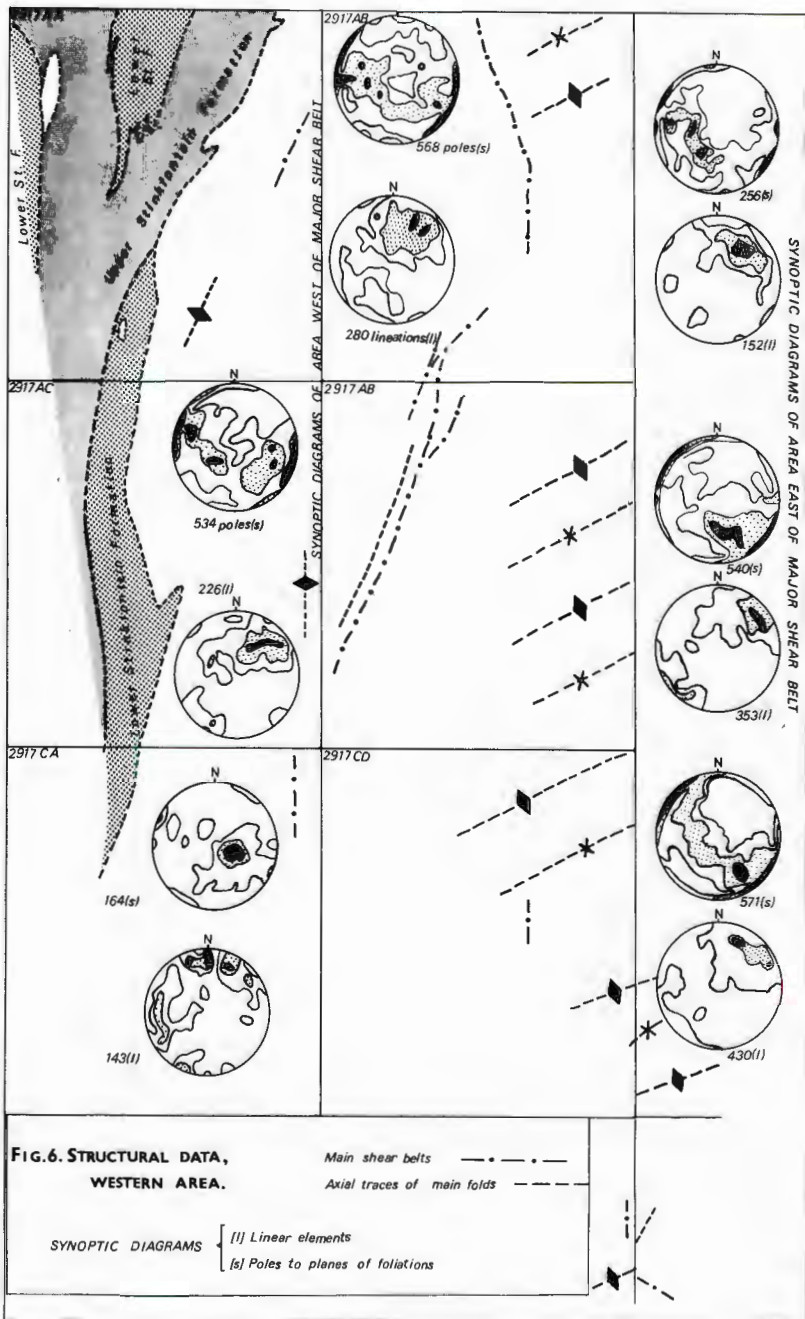 2917AB
Lower St. F.
Lower St. F.
Upper Stinkfontein Formation
N
568 poles(s)
N
280 lineations(l)
N
256(s)
152(l)
SYNOPTIC DIAGRAMS OF AREA WEST OF MAJOR SHEAR BELT
SYNOPTIC DIAGRAMS OF AREA EAST OF MAJOR SHEAR BELT
2917AC
2917AB
Lower Stinkfontein Formation
N
534 poles(s)
226(l)
N
N
540(s)
N
353(l)
2917CA
2917CD
N
164(s)
N
143(l)
N
571(s)
N
430(l)
FIG.6. STRUCTURAL DATA,
WESTERN AREA.
Main shear belts
Axial traces of main folds
SYNOPTIC DIAGRAMS
[l] Linear elements
[s] Poles to planes of foliations